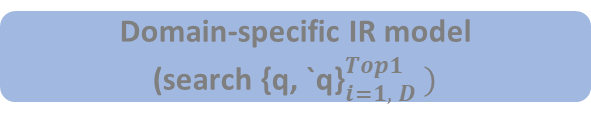 Domain-specific IR model
(search {q, `q}_{i=1, D}^{Top1} )